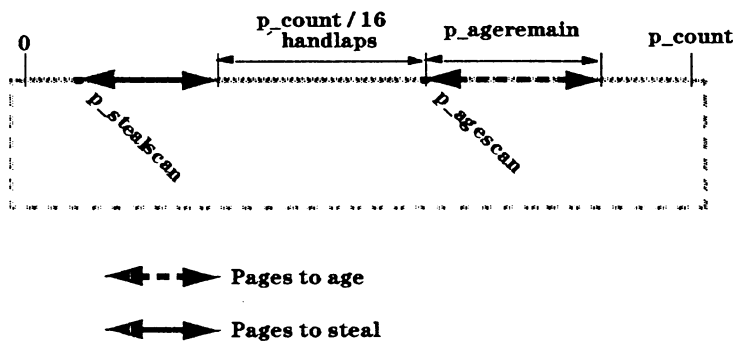 0
p_count / 16
handlaps
p_ageremain
p_count
p_stealscan
p_agescan
Pages to age
Pages to steal